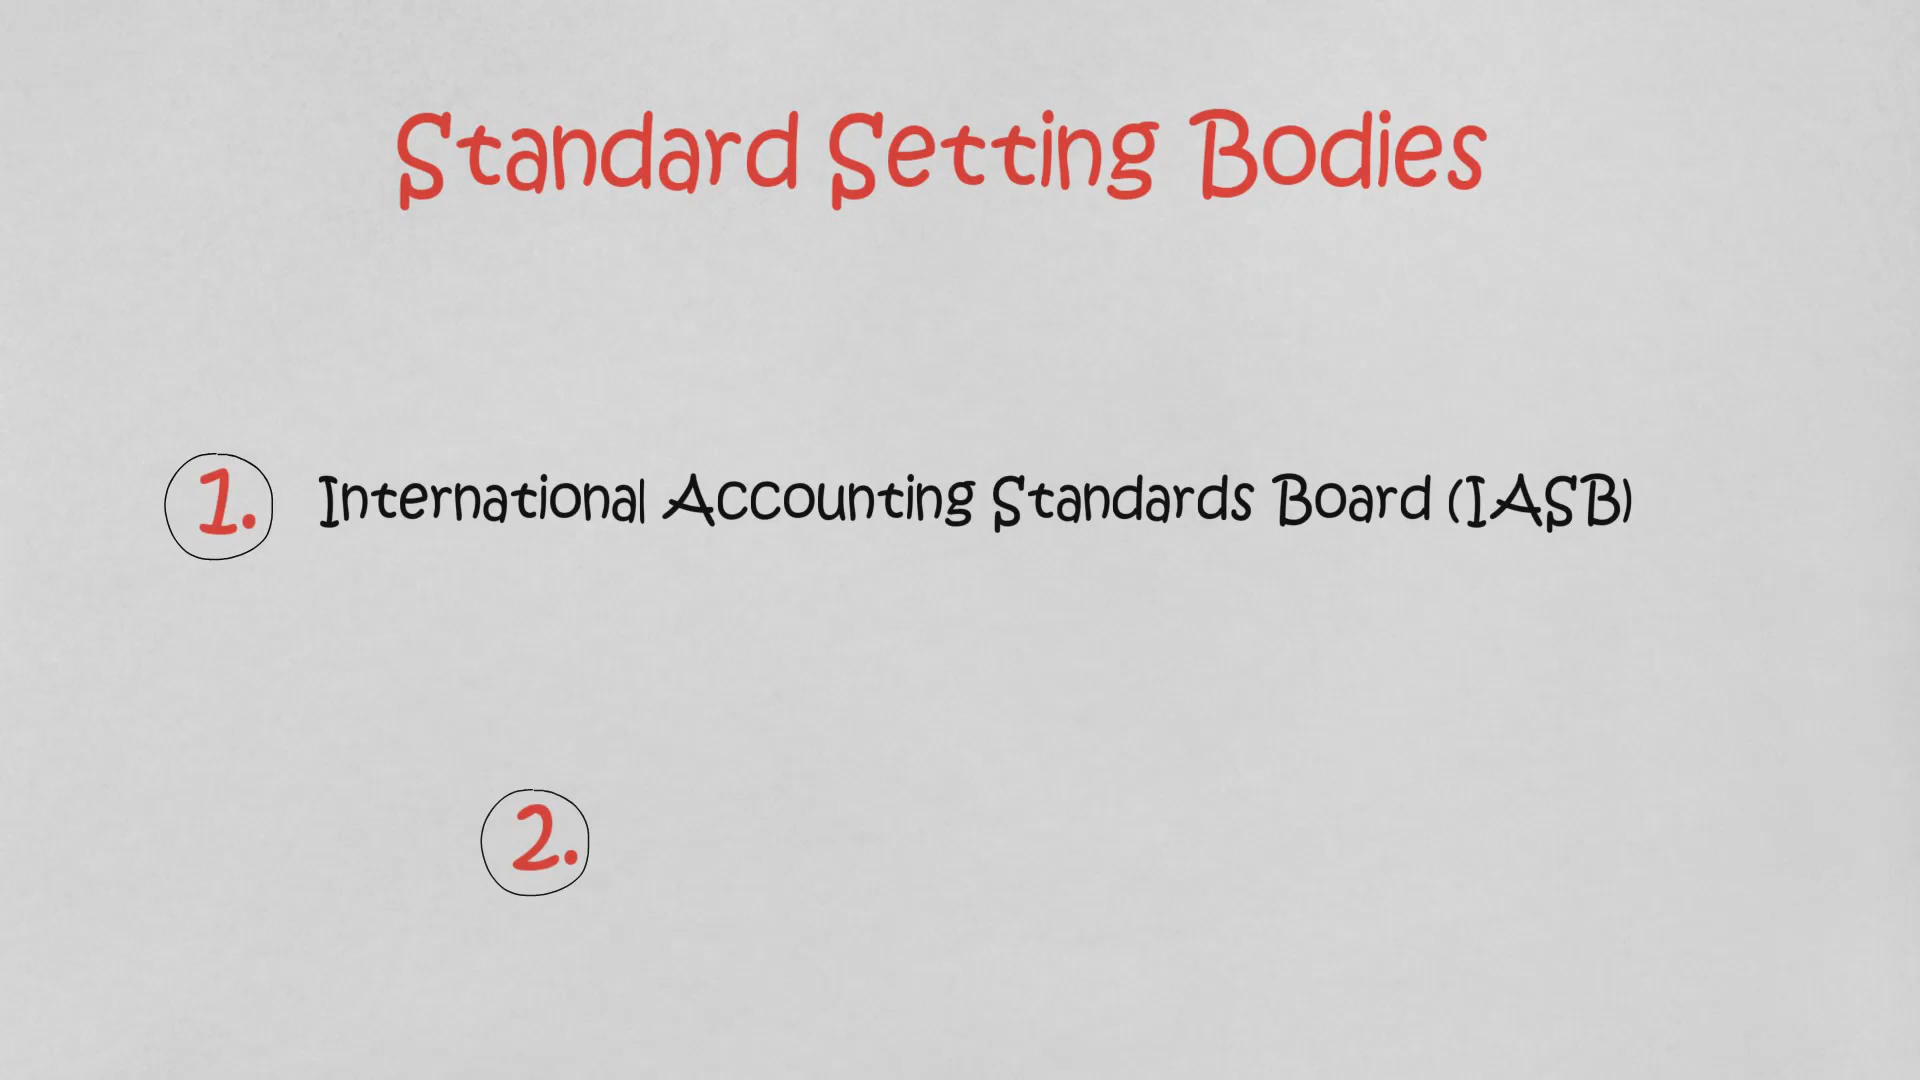 Standard Setting Bodies
1. International Accounting Standards Board (IASB)
2.